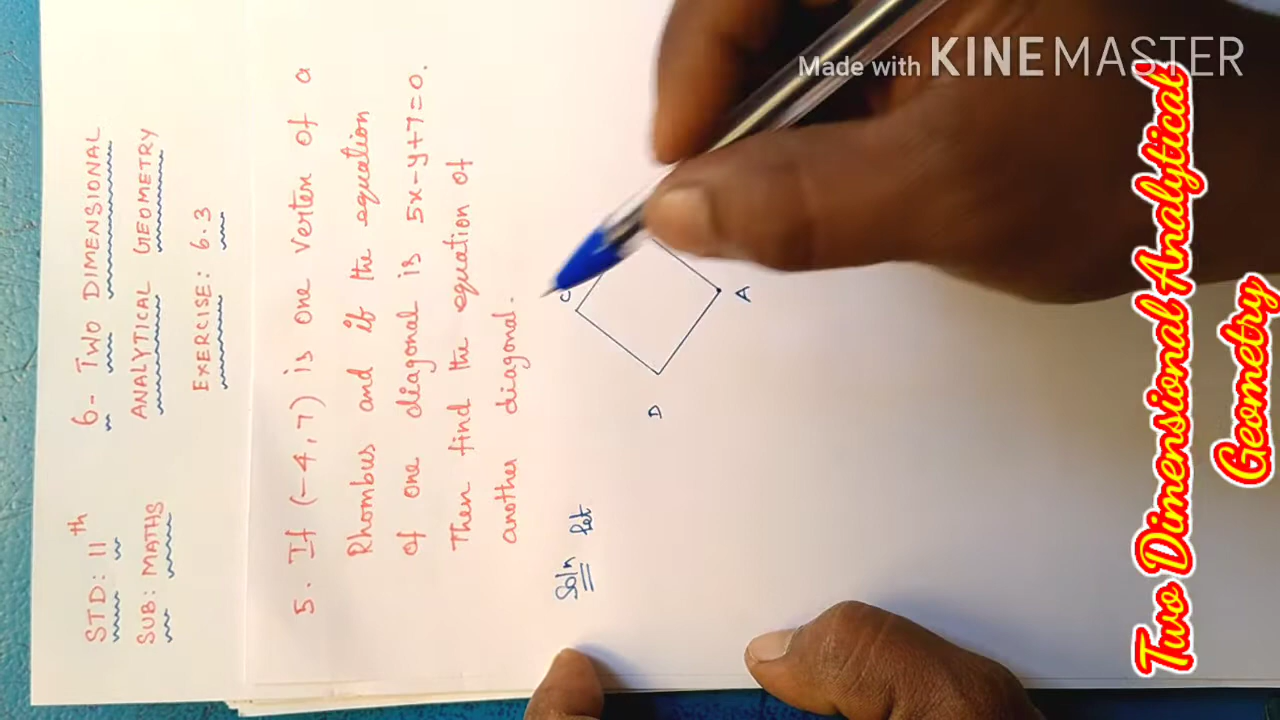 STD: 11th 6- TWO DIMENSIONAL
SUB: MATHS ANALYTICAL GEOMETRY
EXERCISE: 6.3
5. If (-4, 7) is one vertex of a
Rhombus and if the equation
of one diagonal is 5x-y+7=0.
Then find the equation of
another diagonal.
Soln Let
C
D
A
Made with KINEMASTER
Two Dimensional Analytical
Geometry